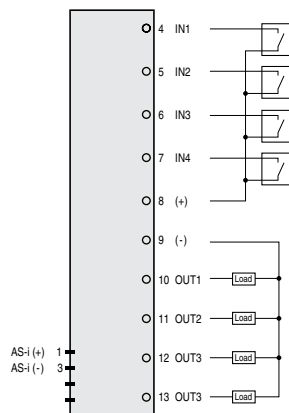 4 IN1
5 IN2
6 IN3
7 IN4
8 (+)
9 (-)
10 OUT1 Load
11 OUT2 Load
AS-i (+) 1
12 OUT3 Load
AS-i (-) 3
13 OUT3 Load